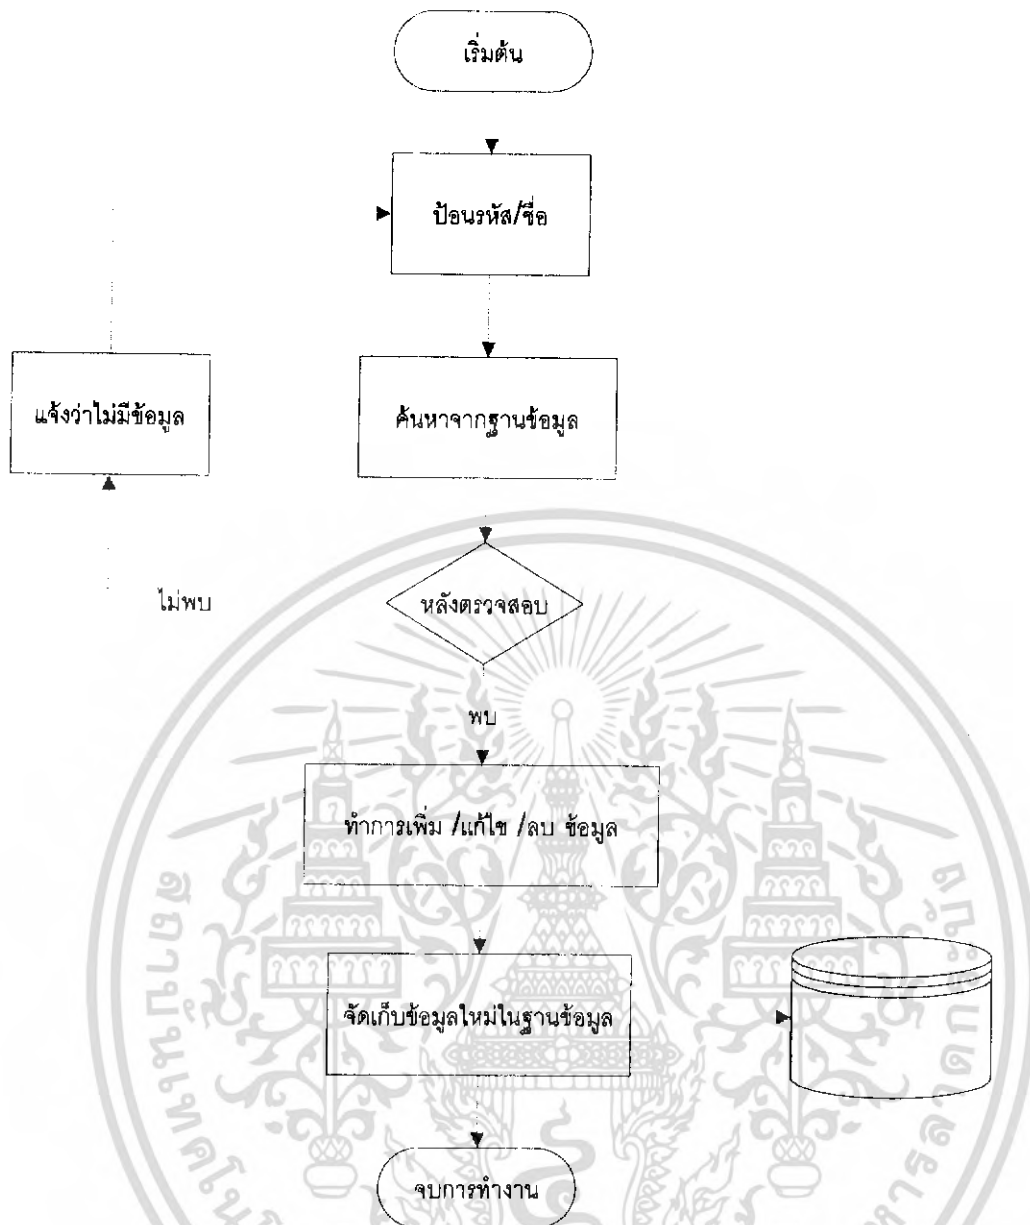 เริ่มต้น
ป้อนรหัส/ชื่อ
แจ้งว่าไม่มีข้อมูล
ค้นหาจากฐานข้อมูล
ไม่พบ
หลังตรวจสอบ
พบ
ทำการเพิ่ม /แก้ไข /ลบ ข้อมูล
จัดเก็บข้อมูลใหม่ในฐานข้อมูล
จบการทำงาน